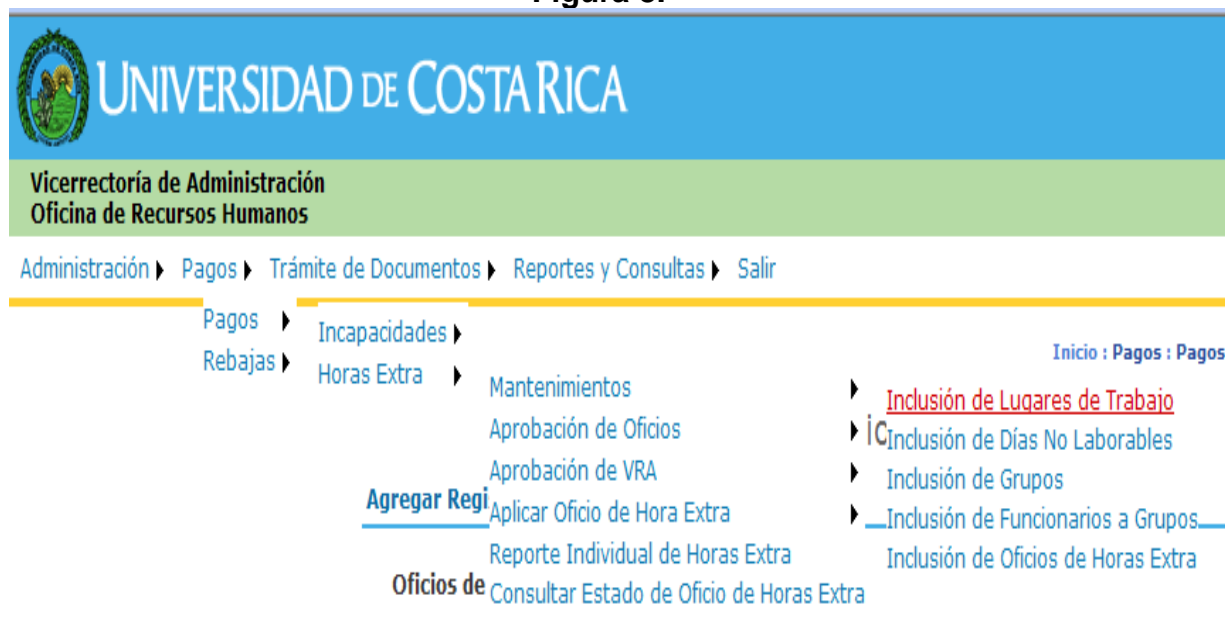 UNIVERSIDAD DE COSTA RICA
Vicerrectoría de Administración
Oficina de Recursos Humanos
Administración Pagos Trámite de Documentos Reportes y Consultas Salir
Pagos
Rebajas
Incapacidades
Horas Extra
Inicio : Pagos : Pagos
Mantenimientos
Aprobación de Oficios
Aprobación de VRA
Aplicar Oficio de Hora Extra
Reporte Individual de Horas Extra
Consultar Estado de Oficio de Horas Extra
Inclusión de Lugares de Trabajo
Inclusión de Días No Laborables
Inclusión de Grupos
Inclusión de Funcionarios a Grupos
Inclusión de Oficios de Horas Extra
Agregar Regi
Oficios de